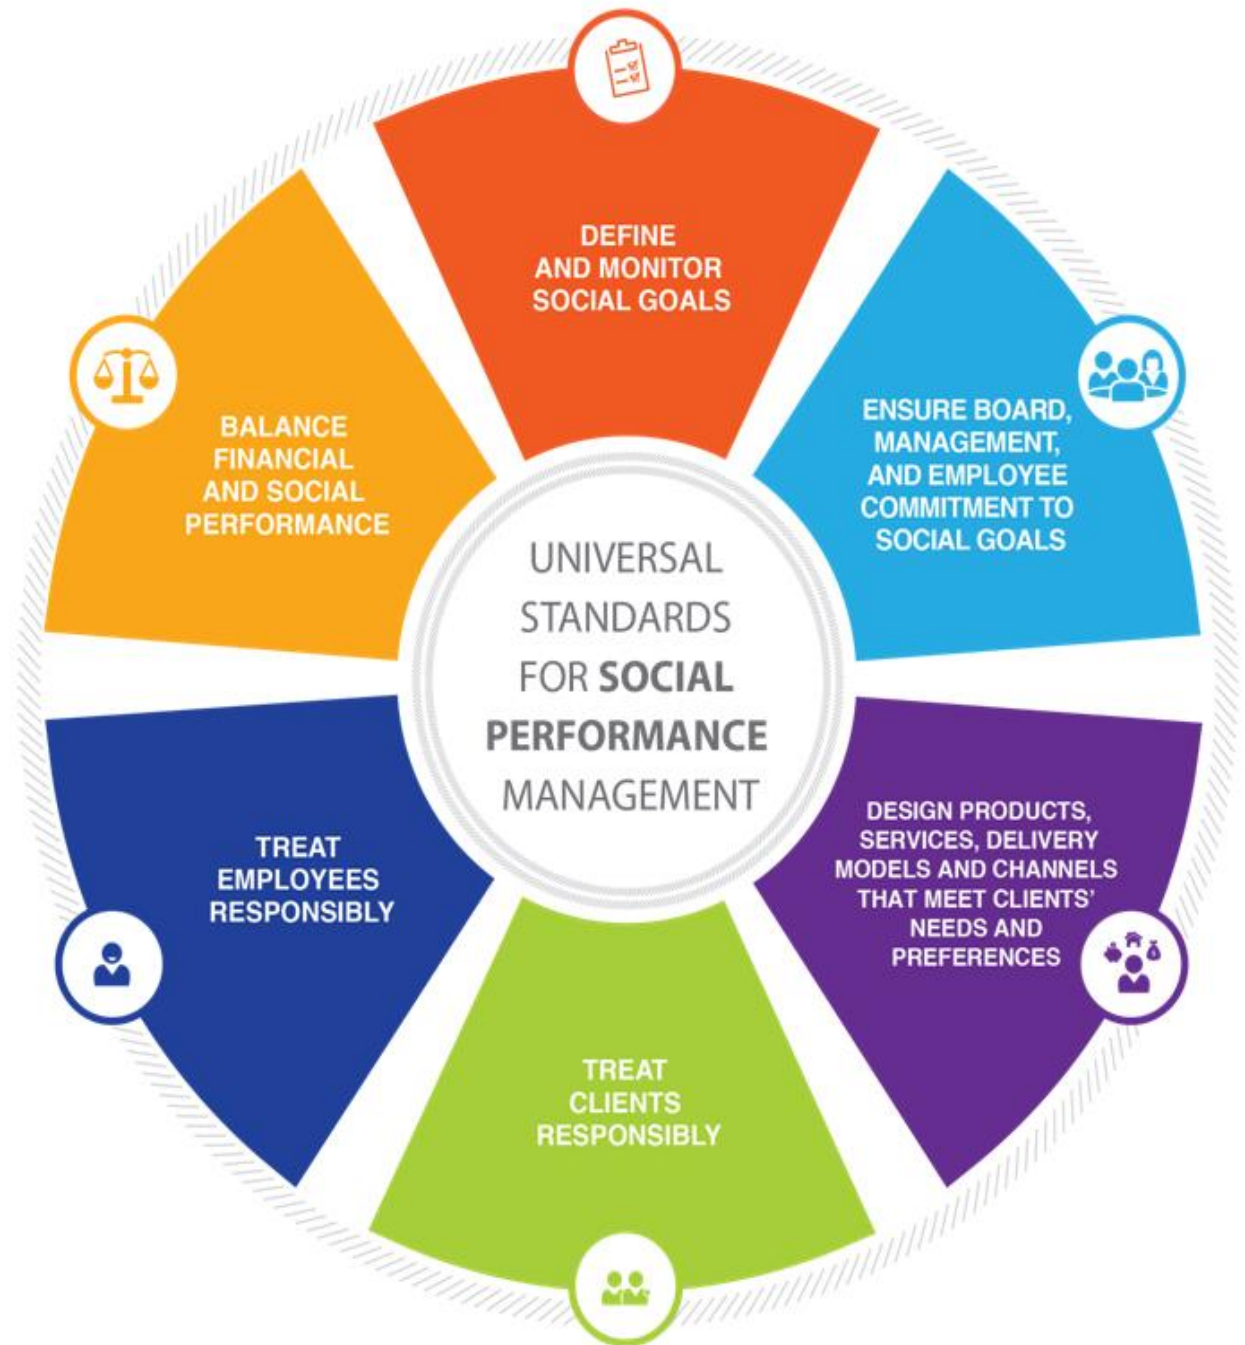 DEFINE
AND MONITOR
SOCIAL GOALS
ENSURE BOARD,
MANAGEMENT,
AND EMPLOYEE
COMMITMENT TO
SOCIAL GOALS
DESIGN PRODUCTS,
SERVICES, DELIVERY
MODELS AND CHANNELS
THAT MEET CLIENTS’
NEEDS AND
PREFERENCES
TREAT
CLIENTS
RESPONSIBLY
TREAT
EMPLOYEES
RESPONSIBLY
BALANCE
FINANCIAL
AND SOCIAL
PERFORMANCE
UNIVERSAL
STANDARDS
FOR SOCIAL
PERFORMANCE
MANAGEMENT